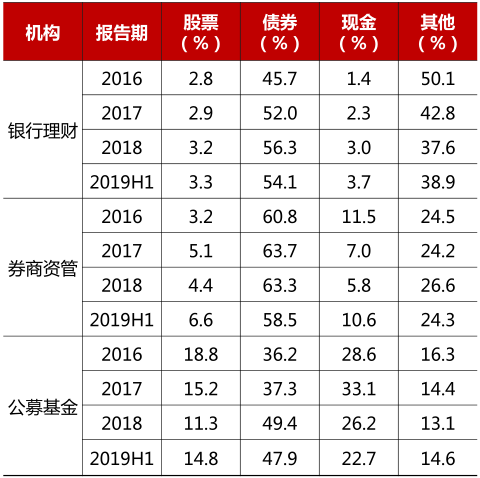 机构 报告期 股票（%） 债券（%） 现金（%） 其他（%）
银行理财 2016 2.8 45.7 1.4 50.1
2017 2.9 52.0 2.3 42.8
2018 3.2 56.3 3.0 37.6
2019H1 3.3 54.1 3.7 38.9
券商资管 2016 3.2 60.8 11.5 24.5
2017 5.1 63.7 7.0 24.2
2018 4.4 63.3 5.8 26.6
2019H1 6.6 58.5 10.6 24.3
公募基金 2016 18.8 36.2 28.6 16.3
2017 15.2 37.3 33.1 14.4
2018 11.3 49.4 26.2 13.1
2019H1 14.8 47.9 22.7 14.6